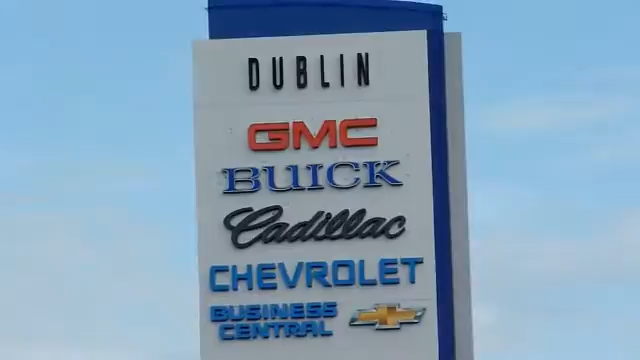 DUBLIN
GMC
BUICK
Cadillac
CHEVROLET
BUSINESS
CENTRAL